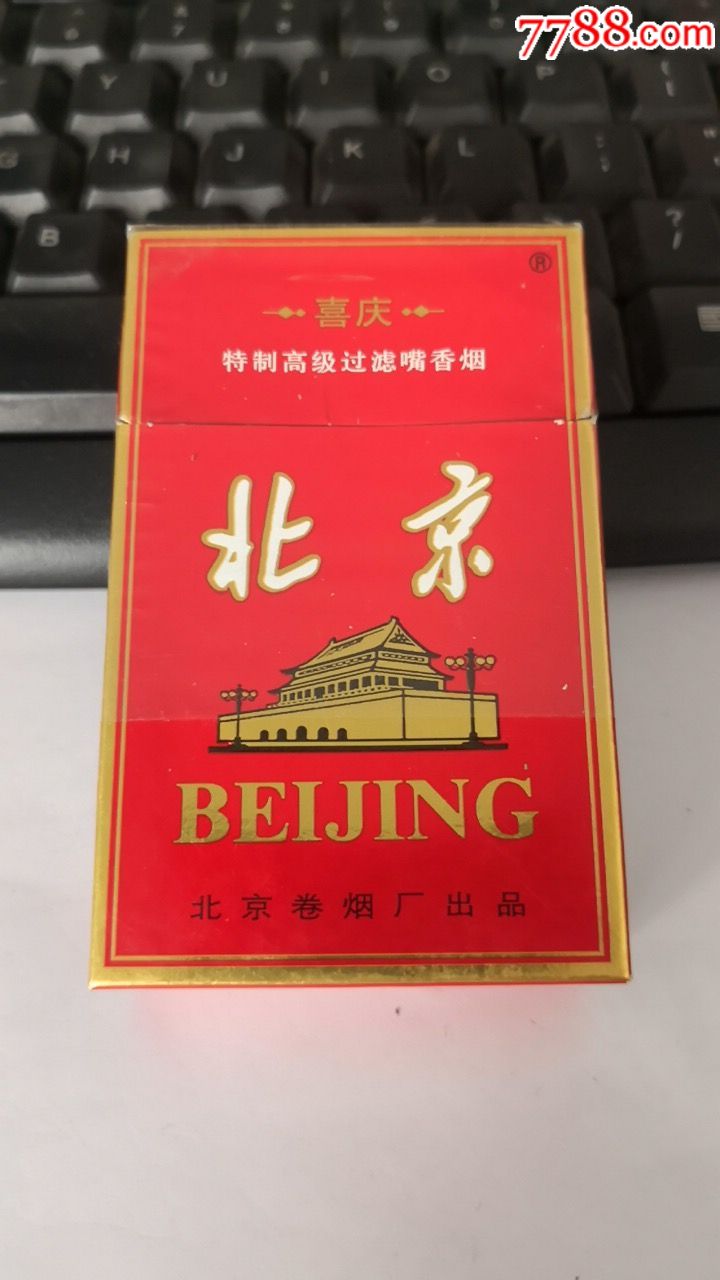 7788.com
Y U I O P
G H J K L
B
?
/
®
喜庆
特制高级过滤嘴香烟
北京
BEIJING
北京卷烟厂出品